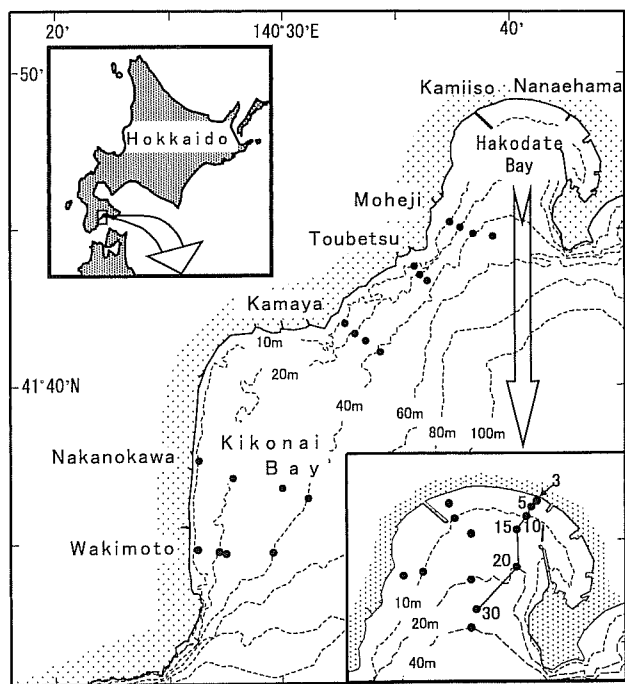 20'
140°30'E
40'
50'
Kamiiso
Nanaehama
Hokkaido
Hakodate
Bay
Moheji
Toubetsu
Kamaya
10m
20m
41°40'N
40m
60m
80m
100m
Nakanokawa
Kikonai
Bay
3
5
10
15
Wakimoto
20
10m
30
20m
40m